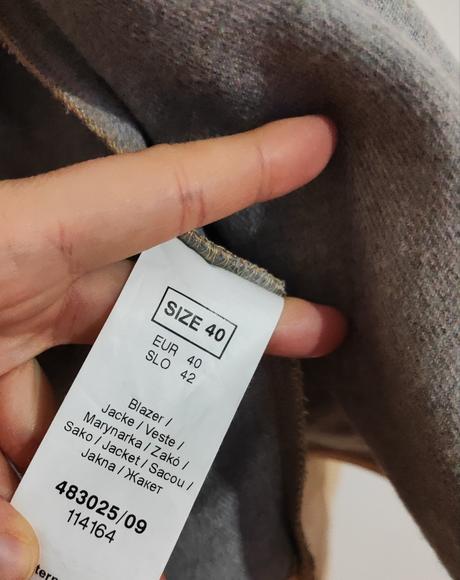 SIZE 40
EUR 40
SLO 42
Blazer /
Jacke / Veste /
Marynarka / Zakó /
Sako / Jacket / Sacou /
Jakna / Жакет
483025/09
114164